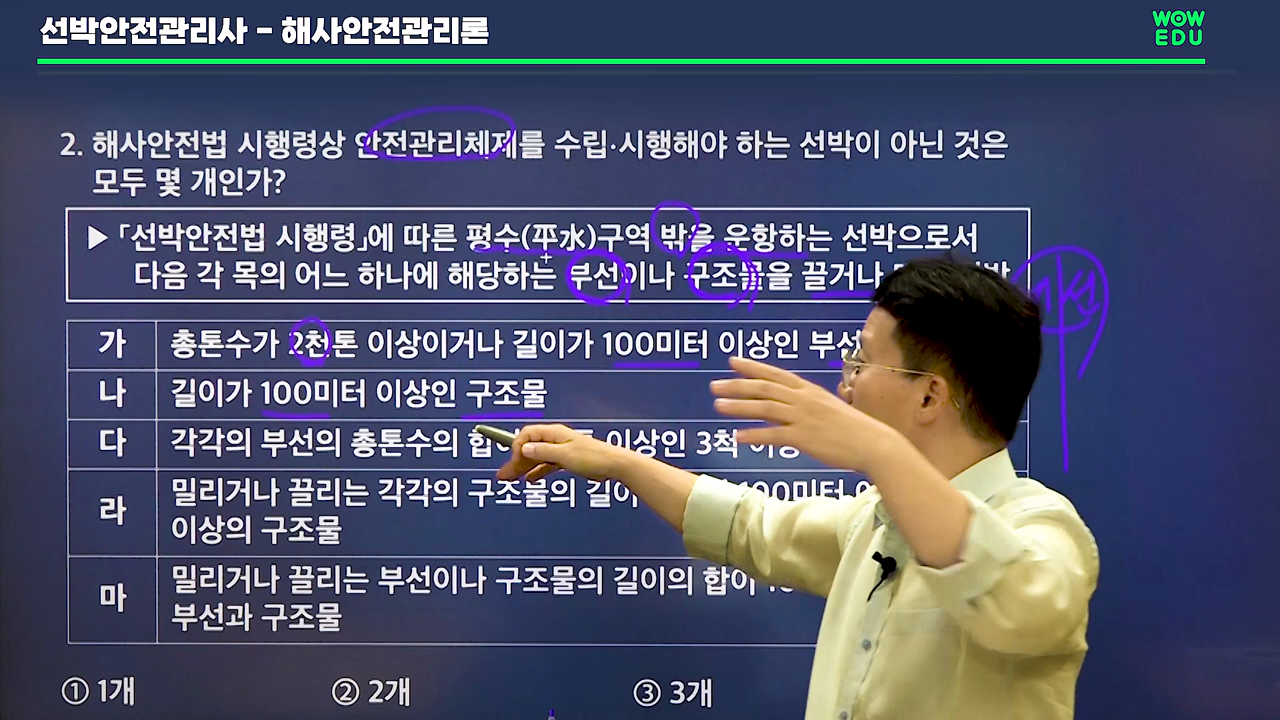 선박안전관리사 - 해사안전관리론
WOW
EDU
2. 해사안전법 시행령상 안전관리체제를 수립·시행해야 하는 선박이 아닌 것은
모두 몇 개인가?
▶「선박안전법 시행령」에 따른 평수(平水)구역 밖을 운항하는 선박으로서
다음 각 목의 어느 하나에 해당하는 부선이나 구조물을 끌거나
가 총톤수가 2천톤 이상이거나 길이가 100미터 이상인 부선
나 길이가 100미터 이상인 구조물
다 각각의 부선의 총톤수의 합이 이상인 3척
라 밀리거나 끌리는 각각의 구조물의 길이 100미터
이상의 구조물
마 밀리거나 끌리는 부선이나 구조물의 길이의 합이
부선과 구조물
① 1개 ② 2개 ③ 3개